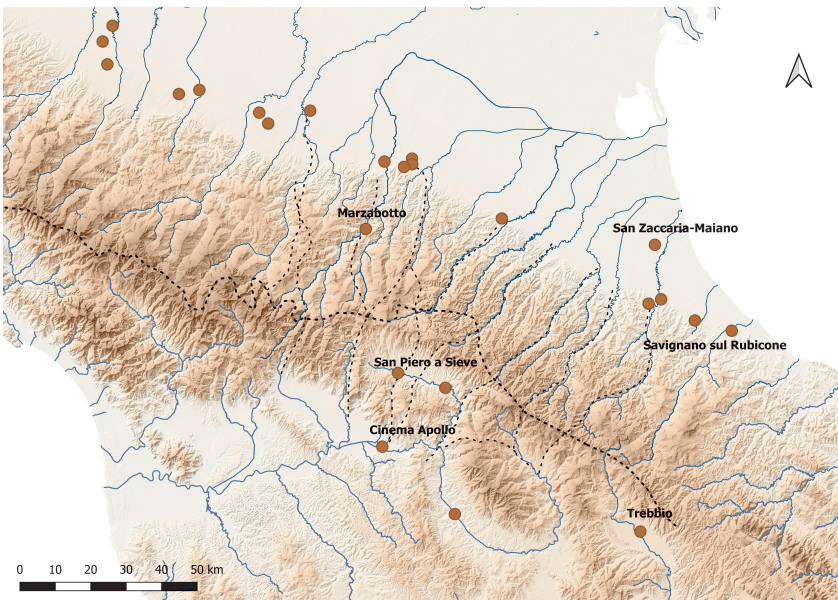 Marzabotto
San Zaccaria-Maiano
Savignano sul Rubicone
San Piero a Sieve
Cinema Apollo
Trebbio
0 10 20 30 40 50 km